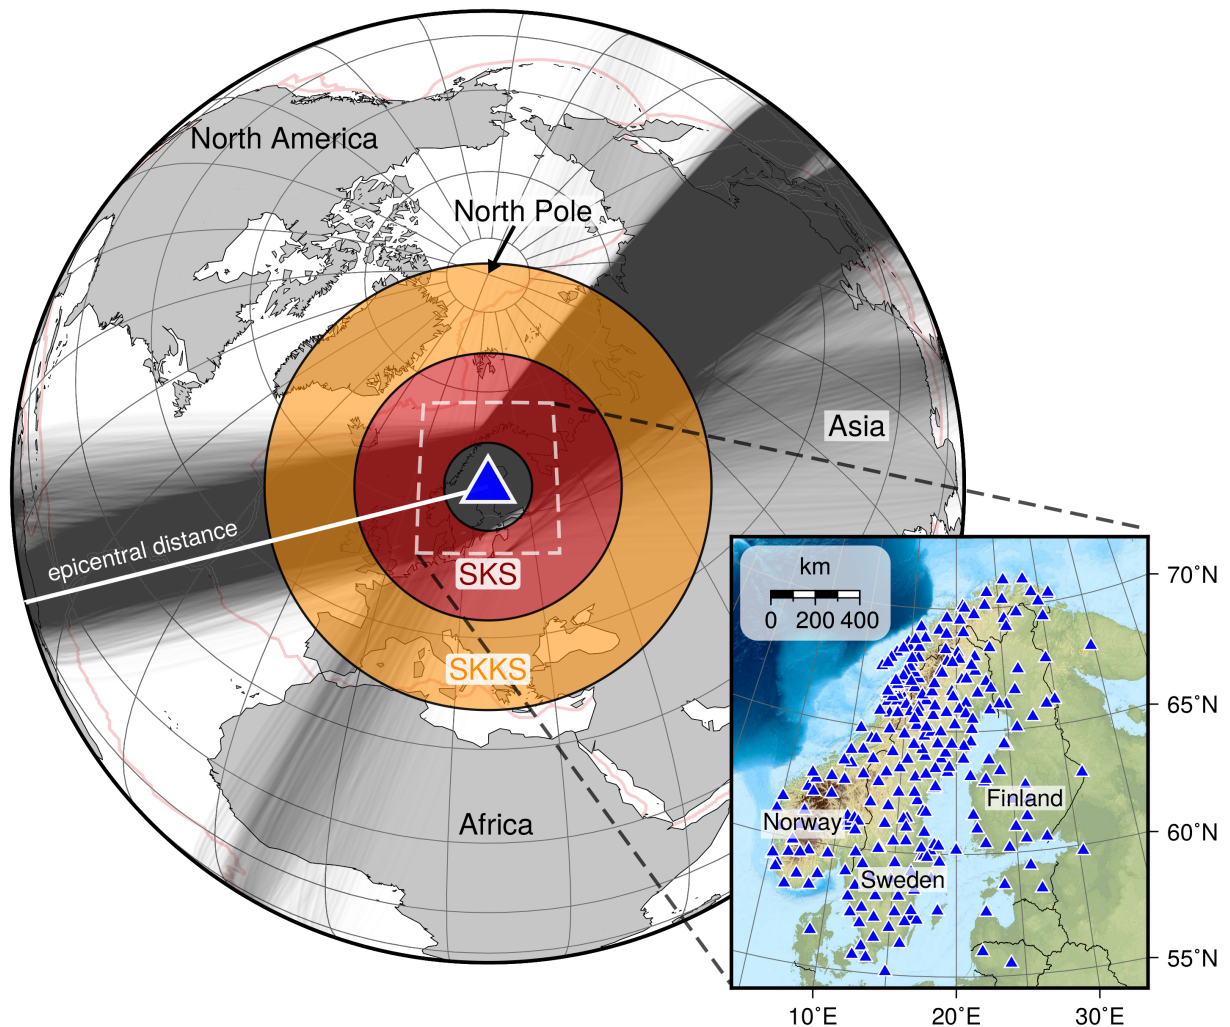 North America
North Pole
Asia
epicentral distance
SKS
SKKS
Africa
km
0 200 400
Norway
Sweden
Finland
70°N
65°N
60°N
55°N
10°E 20°E 30°E